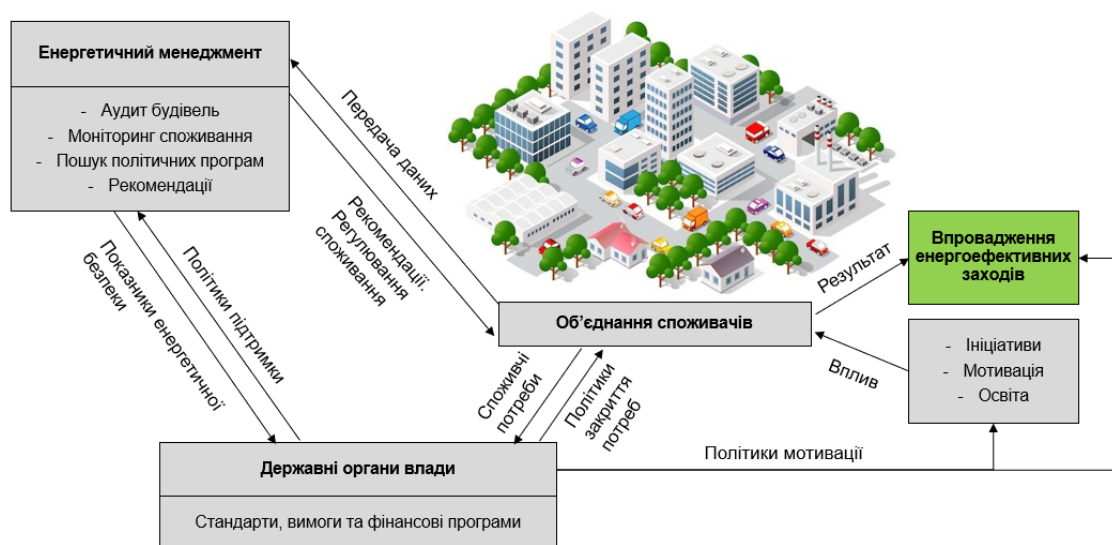 Енергетичний менеджмент
- Аудит будівель
- Моніторинг споживання
- Пошук політичних програм
- Рекомендації
Передача даних
Рекомендації.
Регулювання
споживання
Показники енергетичної
безпеки
Політики підтримки
Об’єднання споживачів
Результат
Впровадження
енергоефективних
заходів
Вплив
- Ініціативи
- Мотивація
- Освіта
Споживчі
потреби
Політики
закриття
потреб
Політики мотивації
Державні органи влади
Стандарти, вимоги та фінансові програми